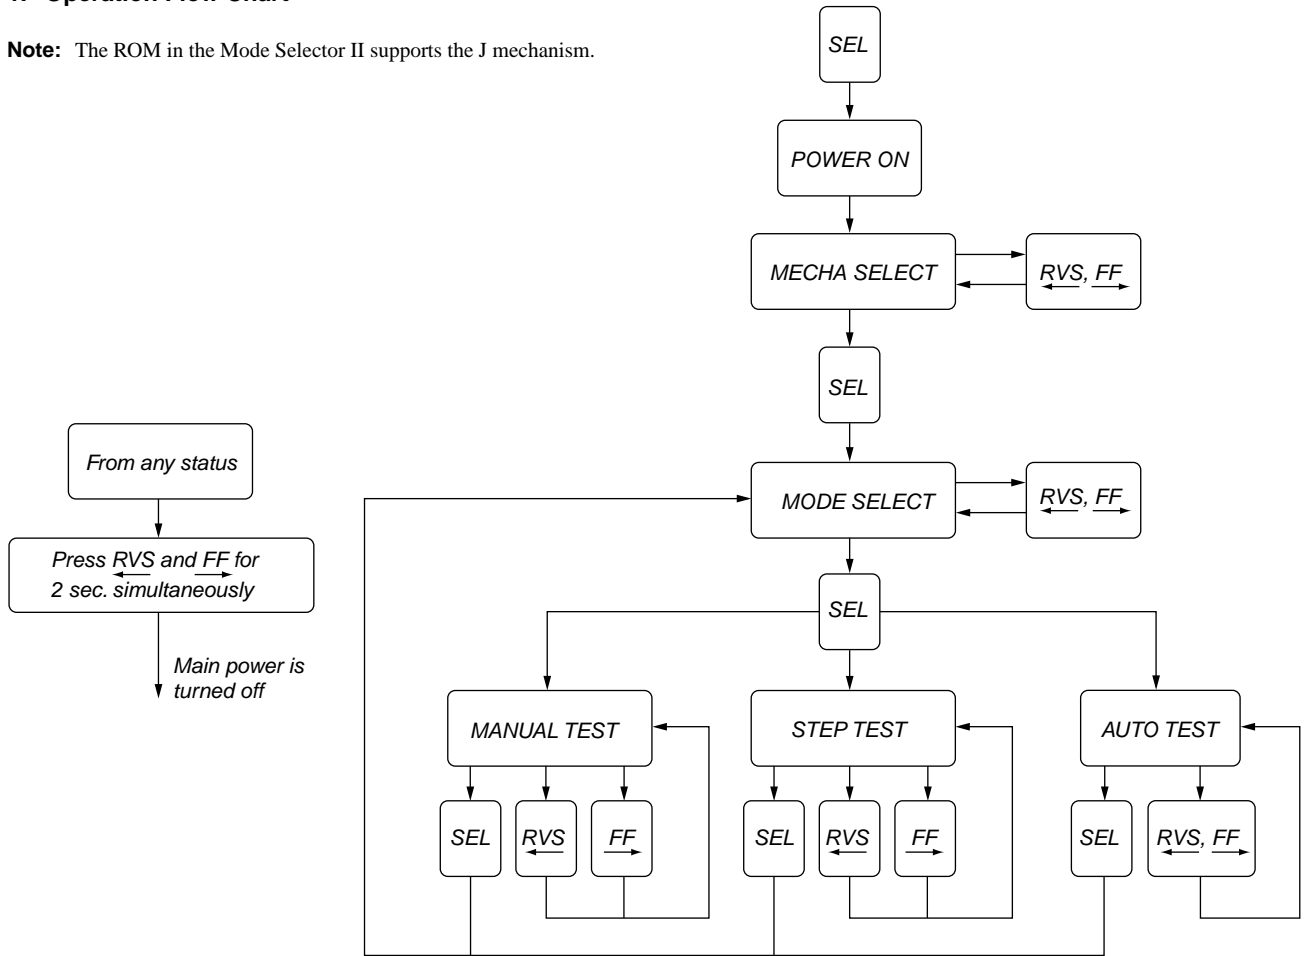 Note: The ROM in the Mode Selector II supports the J mechanism.
SEL
POWER ON
MECHA SELECT
RVS, FF
SEL
From any status
MODE SELECT
RVS, FF
Press RVS and FF for
2 sec. simultaneously
SEL
Main power is
turned off
MANUAL TEST
STEP TEST
AUTO TEST
SEL
RVS
FF
SEL
RVS
FF
SEL
RVS, FF